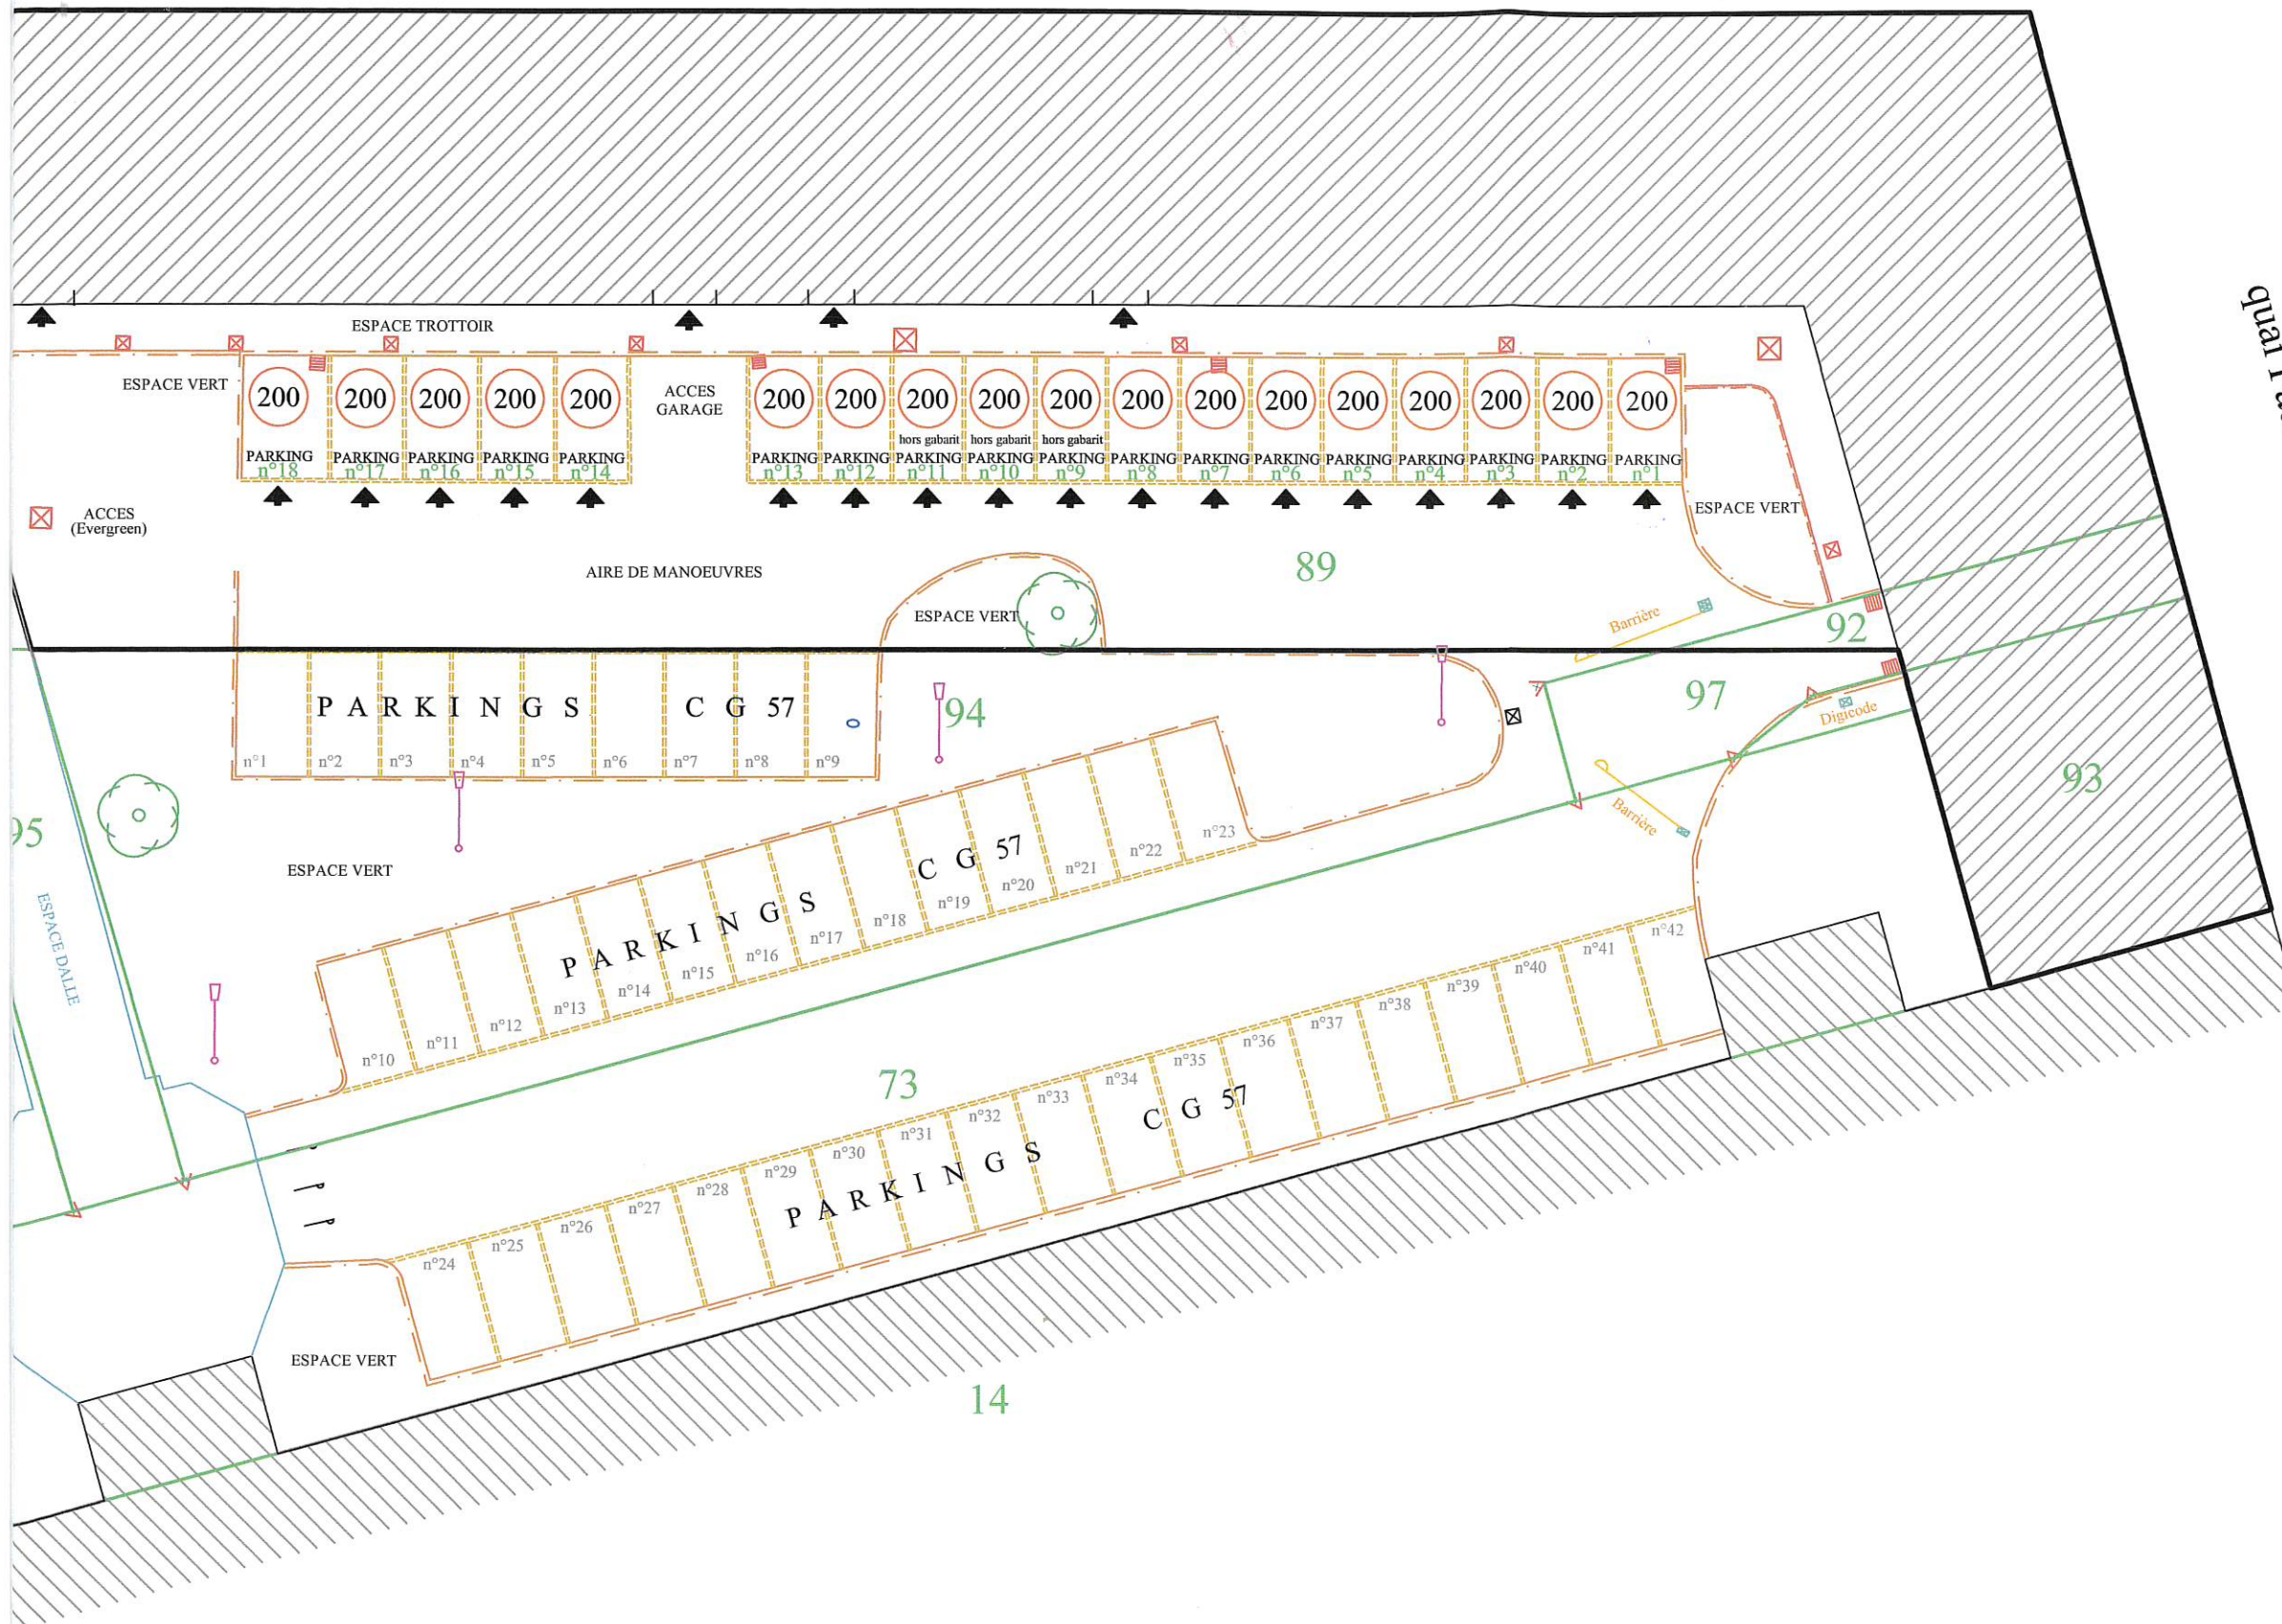 quai
ESPACE TROTTOIR
ESPACE VERT
200 200 200 200 200
ACCES
GARAGE
200 200 200 200 200 200 200 200 200 200 200 200 200
hors gabarit hors gabarit hors gabarit
PARKING PARKING PARKING PARKING PARKING
n°18 n°17 n°16 n°15 n°14
PARKING PARKING PARKING PARKING PARKING PARKING PARKING PARKING PARKING PARKING PARKING PARKING PARKING
n°13 n°12 n°11 n°10 n°9 n°8 n°7 n°6 n°5 n°4 n°3 n°2 n°1
ACCES
(Evergreen)
ESPACE VERT
AIRE DE MANOEUVRES
89
ESPACE VERT
Barrière
92
PARKINGS CG 57
94
97
Digicode
n°1 n°2 n°3 n°4 n°5 n°6 n°7 n°8 n°9
93
95
Barrière
ESPACE VERT
ESPACE DALLE
PARKINGS CG 57
n°10 n°11 n°12 n°13 n°14 n°15 n°16 n°17 n°18 n°19 n°20 n°21 n°22 n°23
73
n°24 n°25 n°26 n°27 n°28 n°29 n°30 n°31 n°32 n°33 n°34 n°35 n°36 n°37 n°38 n°39 n°40 n°41 n°42
PARKINGS CG 57
ESPACE VERT
14